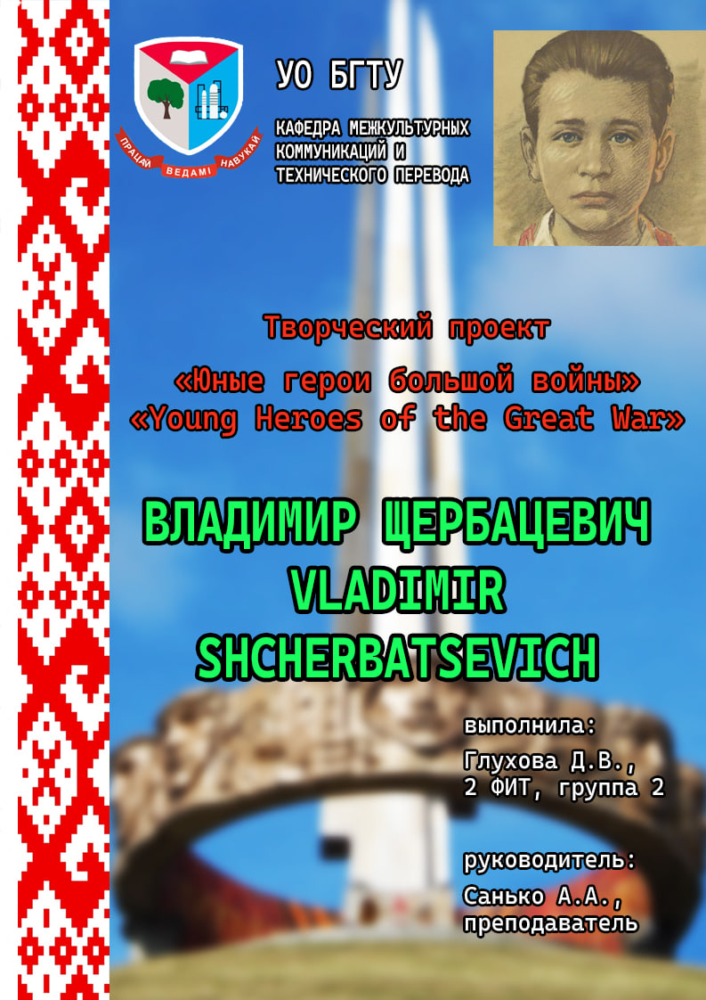 УО БГТУ
КАФЕДРА МЕЖКУЛЬТУРНЫХ
КОММУНИКАЦИЙ И
ТЕХНИЧЕСКОГО ПЕРЕВОДА
ПРАЦАЙ ВЕДАМІ НАВУКАЙ
Творческий проект
«Юные герои большой войны»
«Young Heroes of the Great War»
ВЛАДИМИР ЩЕРБАЦЕВИЧ
VLADIMIR
SHCHERBATSEVICH
выполнила:
Глухова Д.В.,
2 ФИТ, группа 2
руководитель:
Санько А.А.,
преподаватель